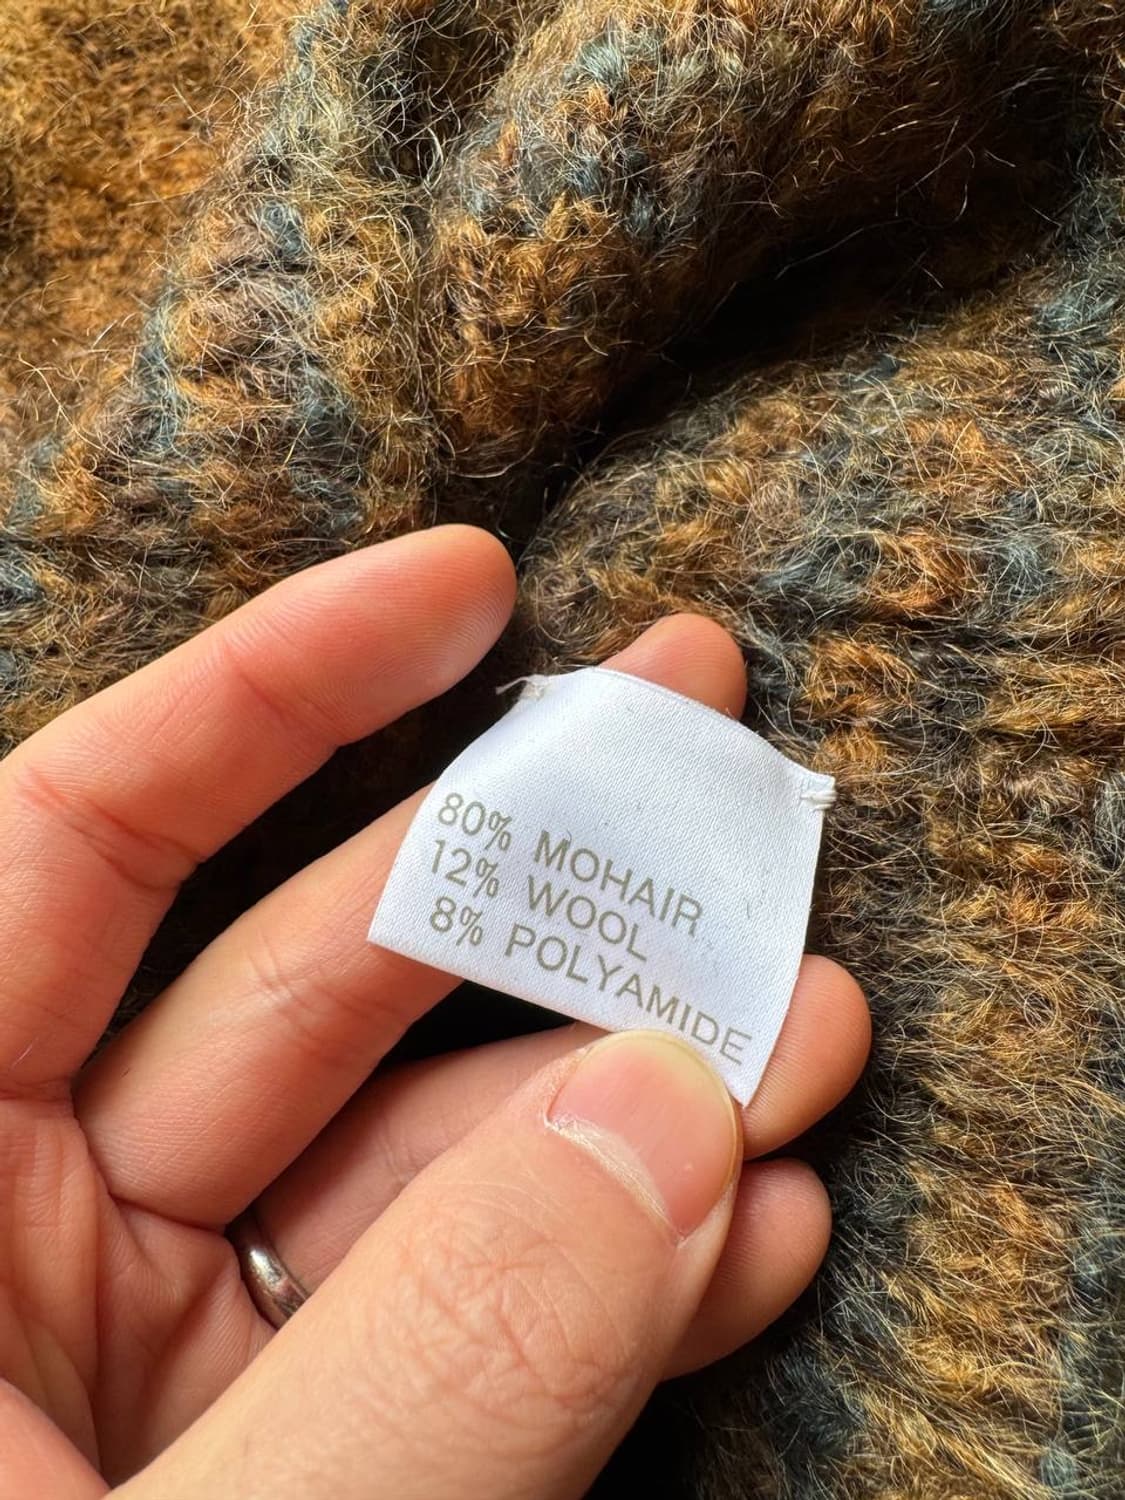 80% MOHAIR
12% WOOL
8% POLYAMIDE